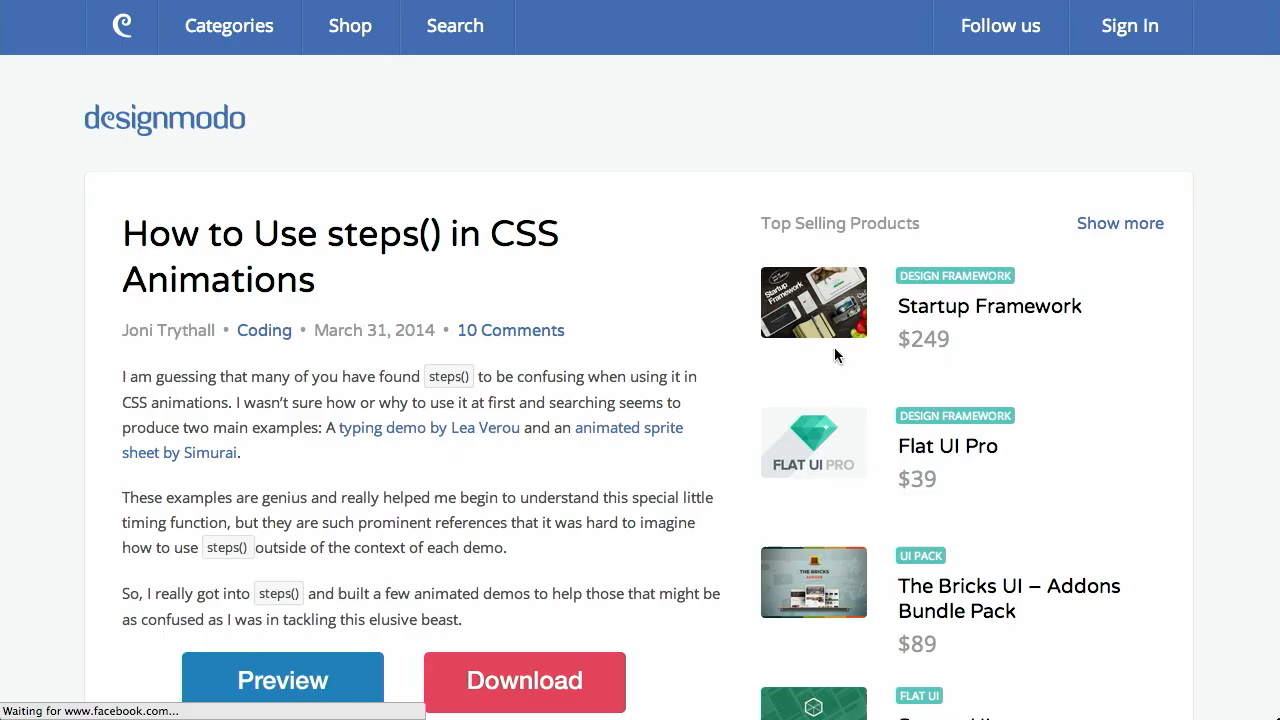 Categories
Shop
Search
Follow us
Sign In
designmodo
How to Use steps() in CSS
Animations
Joni Trythall • Coding • March 31, 2014 • 10 Comments
I am guessing that many of you have found steps() to be confusing when using it in
CSS animations. I wasn’t sure how or why to use it at first and searching seems to
produce two main examples: A typing demo by Lea Verou and an animated sprite
sheet by Simurai.
These examples are genius and really helped me begin to understand this special little
timing function, but they are such prominent references that it was hard to imagine
how to use steps() outside of the context of each demo.
So, I really got into steps() and built a few animated demos to help those that might be
as confused as I was in tackling this elusive beast.
Preview
Download
Top Selling Products
Show more
Startup
Framework
DESIGN FRAMEWORK
Startup Framework
$249
FLAT UI PRO
DESIGN FRAMEWORK
Flat UI Pro
$39
THE BRICKS
UI PACK
The Bricks UI – Addons
Bundle Pack
$89
FLAT UI
Waiting for www.facebook.com...